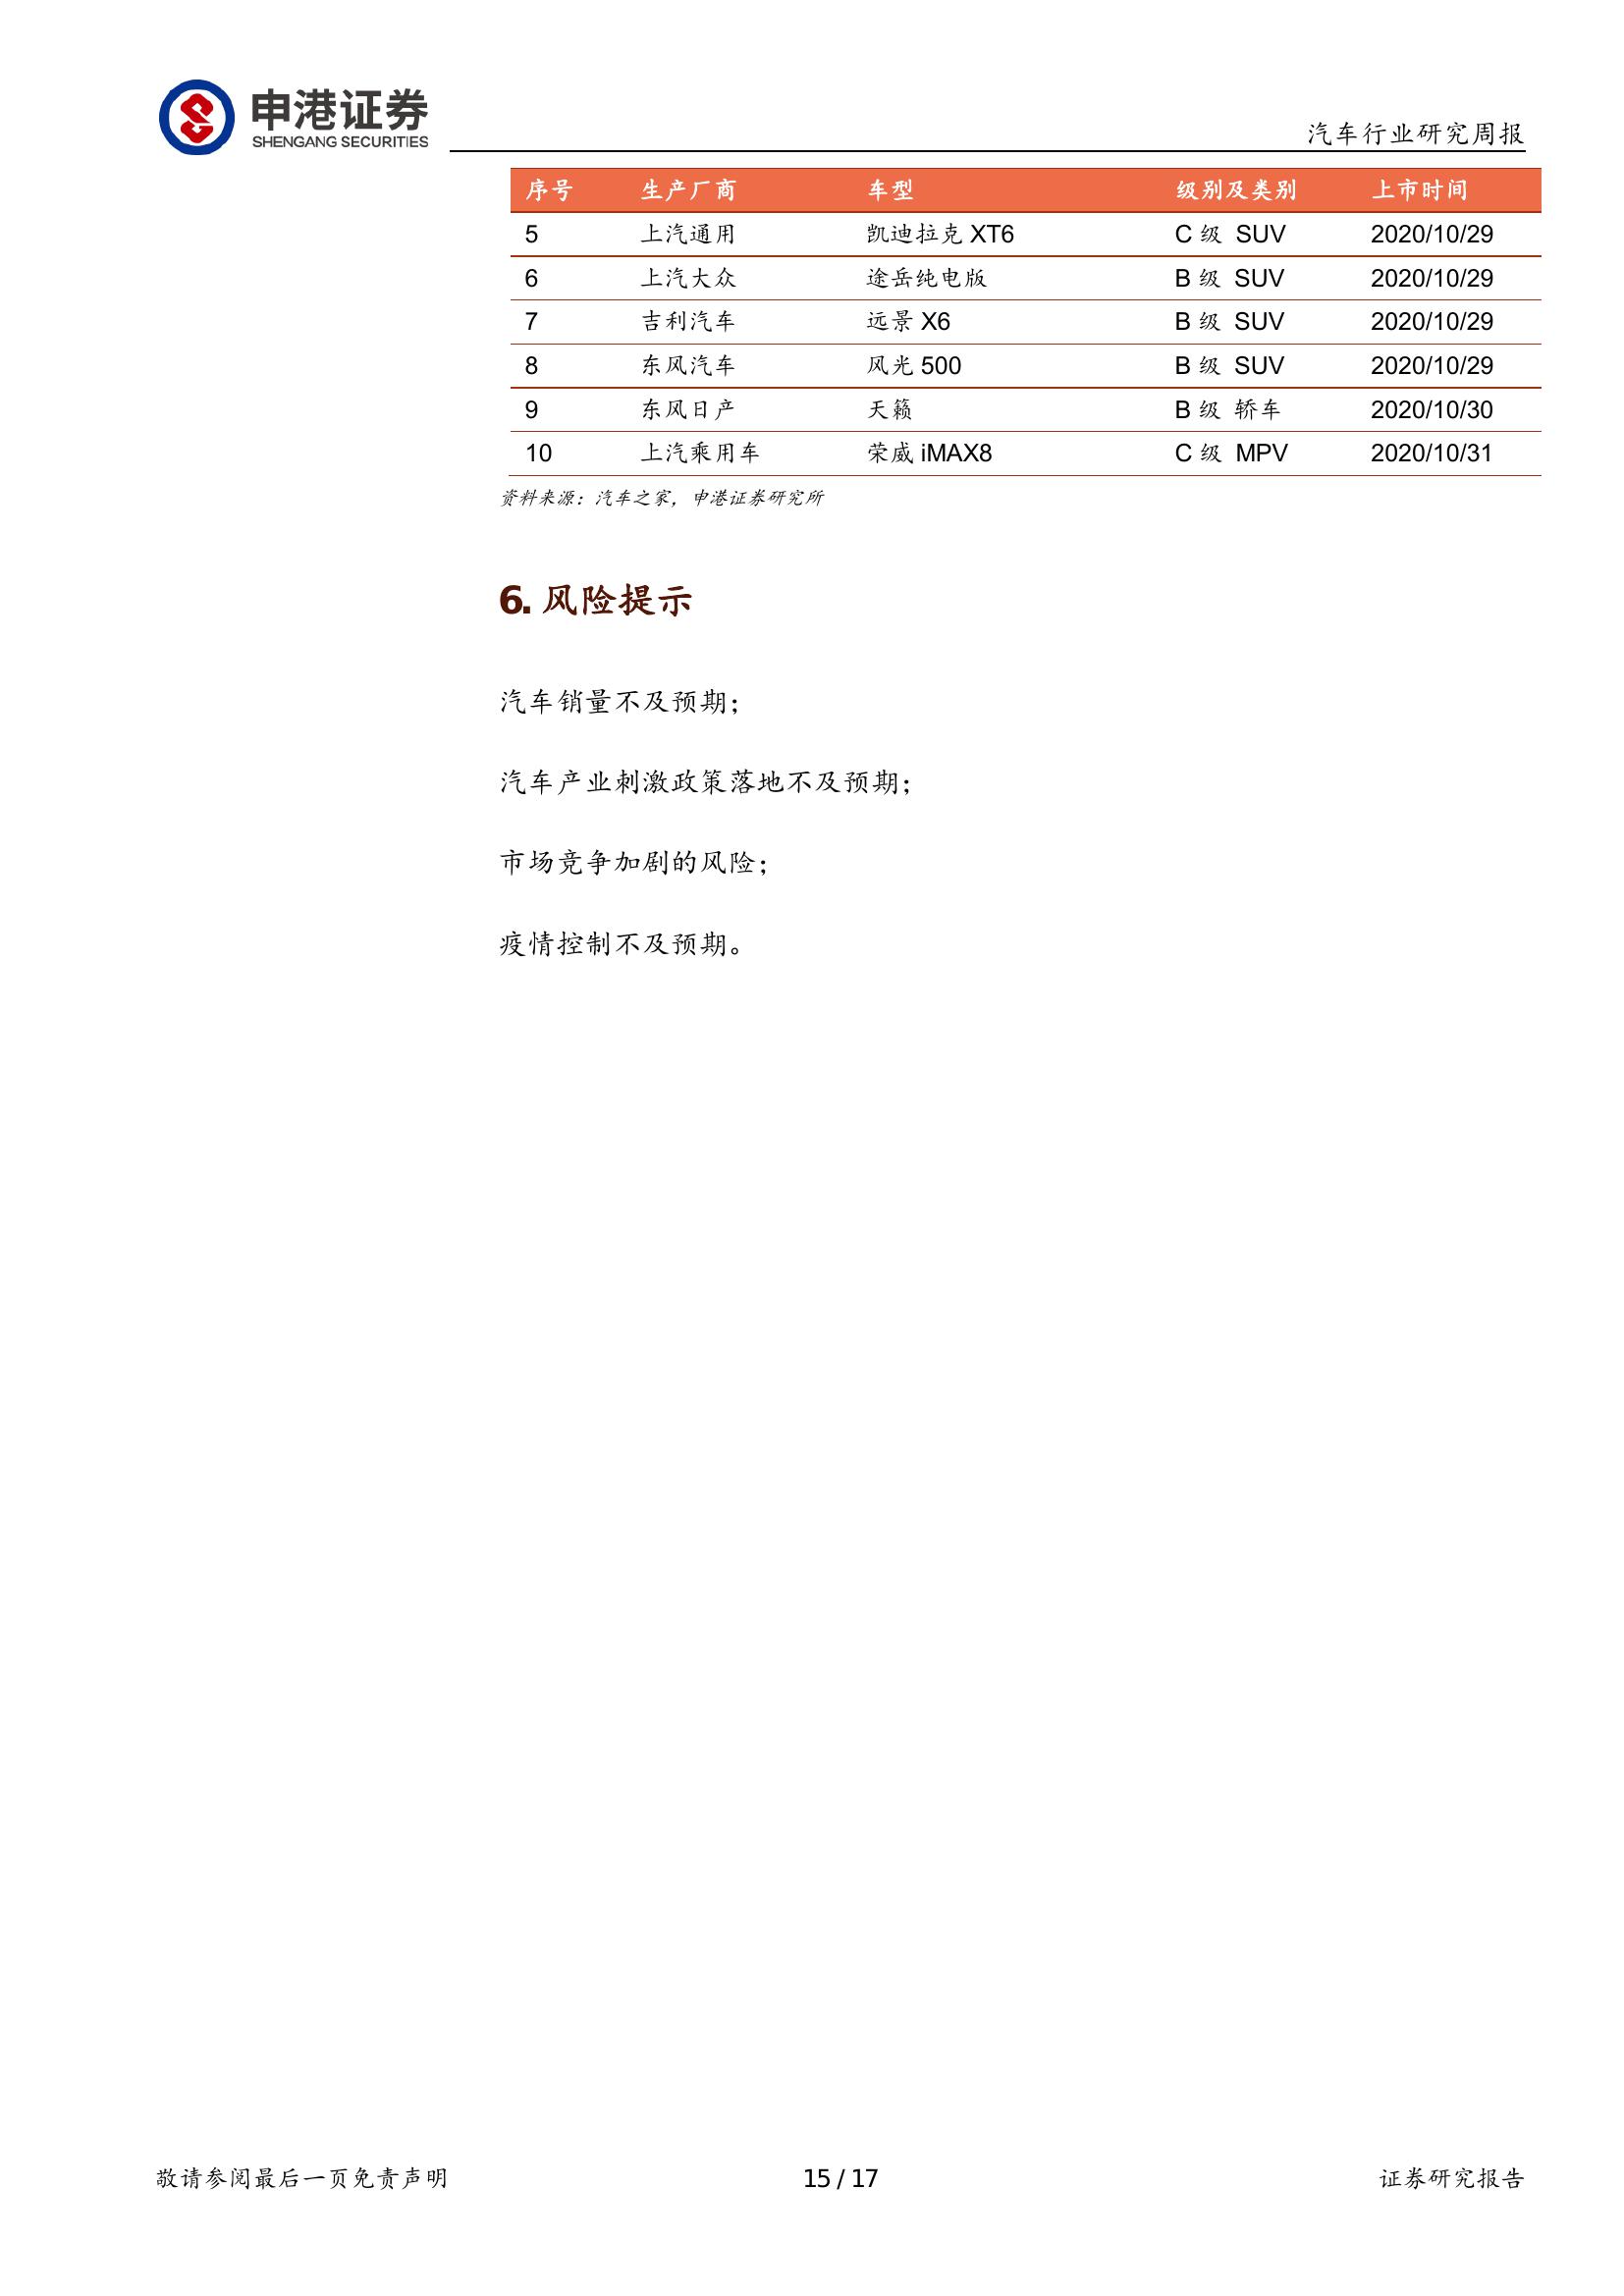 申港证券
SHENGANG SECURITIES
汽车行业研究周报
序号 生产厂商 车型 级别及类别 上市时间
5 上汽通用 凯迪拉克 XT6 C 级 SUV 2020/10/29
6 上汽大众 途岳纯电版 B 级 SUV 2020/10/29
7 吉利汽车 远景 X6 B 级 SUV 2020/10/29
8 东风汽车 风光 500 B 级 SUV 2020/10/29
9 东风日产 天籁 B 级 轿车 2020/10/30
10 上汽乘用车 荣威 iMAX8 C 级 MPV 2020/10/31
资料来源：汽车之家，申港证券研究所
6. 风险提示
汽车销量不及预期；
汽车产业刺激政策落地不及预期；
市场竞争加剧的风险；
疫情控制不及预期。
敬请参阅最后一页免责声明 15 / 17 证券研究报告